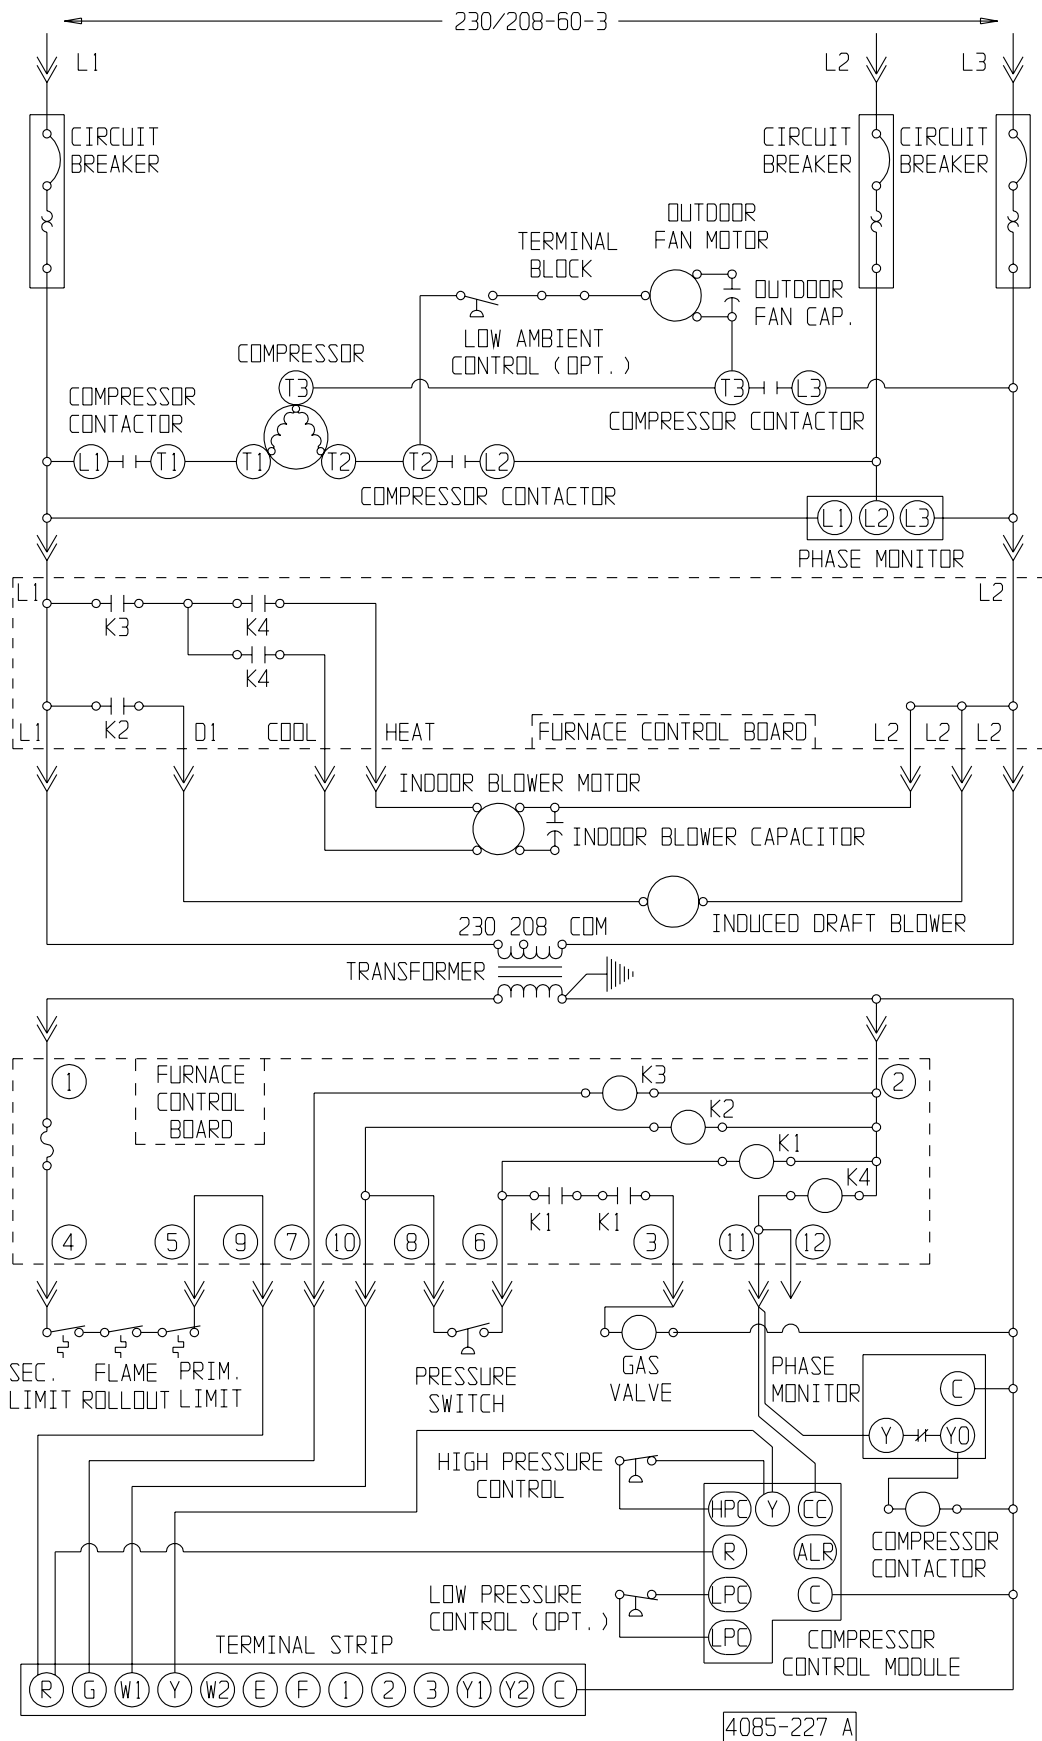 230/208-60-3
L1
L2
L3
CIRCUIT
BREAKER
CIRCUIT
BREAKER
CIRCUIT
BREAKER
OUTDOOR
FAN MOTOR
TERMINAL
BLOCK
OUTDOOR
FAN CAP.
LOW AMBIENT
CONTROL (OPT.)
COMPRESSOR
COMPRESSOR
CONTACTOR
T3
T3
L3
COMPRESSOR CONTACTOR
L1
T1
T1
T2
T2
L2
COMPRESSOR CONTACTOR
L1
L2
L3
PHASE MONITOR
L1
L2
K3
K4
K4
K2
L1
D1
COOL
HEAT
FURNACE CONTROL BOARD
L2
L2
L2
INDOOR BLOWER MOTOR
INDOOR BLOWER CAPACITOR
INDUCED DRAFT BLOWER
230 208 COM
TRANSFORMER
1
FURNACE
CONTROL
BOARD
K3
2
K2
K1
K4
K1
K1
4
5
9
7
10
8
6
3
11
12
SEC.
LIMIT
FLAME
ROLLOUT
PRIM.
LIMIT
PRESSURE
SWITCH
GAS
VALVE
PHASE
MONITOR
C
Y
YO
HIGH PRESSURE
CONTROL
HPC
Y
CC
COMPRESSOR
CONTACTOR
R
ALR
LOW PRESSURE
CONTROL (OPT.)
LPC
C
LPC
COMPRESSOR
CONTROL MODULE
TERMINAL STRIP
R
G
W1
Y
W2
E
F
1
2
3
Y1
Y2
C
4085-227 A